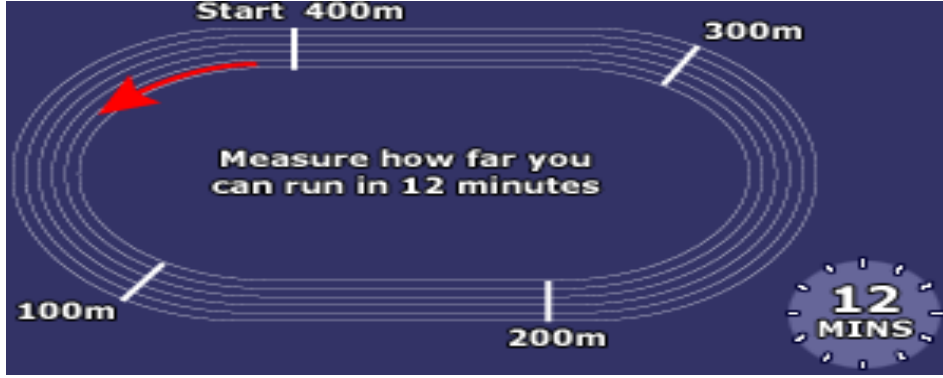 Start 400m
300m
Measure how far you
can run in 12 minutes
100m
200m
12
MINS